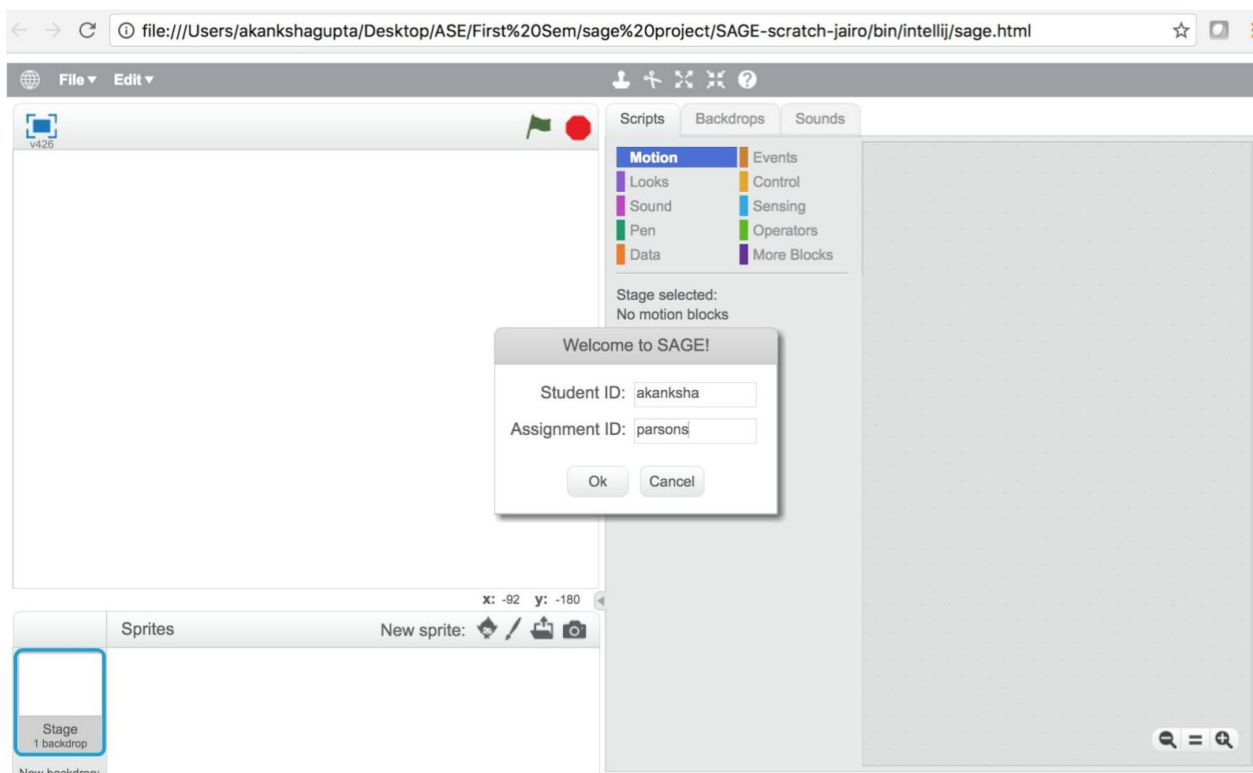 file:///Users/akankshagupta/Desktop/ASE/First%20Sem/sage%20project/SAGE-scratch-jairo/bin/intellij/sage.html
File Edit
v426
Scripts Backdrops Sounds
Motion Events
Looks Control
Sound Sensing
Pen Operators
Data More Blocks
Stage selected:
No motion blocks
Welcome to SAGE!
Student ID: akanksha
Assignment ID: parsons
Ok Cancel
x: -92 y: -180
Sprites New sprite:
Stage
1 backdrop
New backdrop: